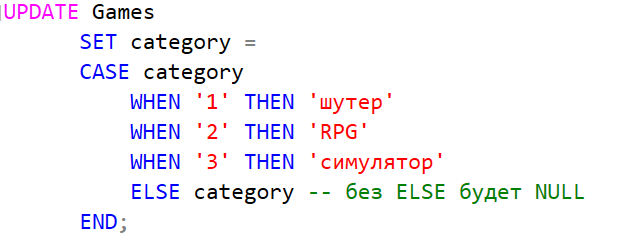 UPDATE Games
SET category =
CASE category
WHEN '1' THEN 'шутер'
WHEN '2' THEN 'RPG'
WHEN '3' THEN 'симулятор'
ELSE category -- без ELSE будет NULL
END;